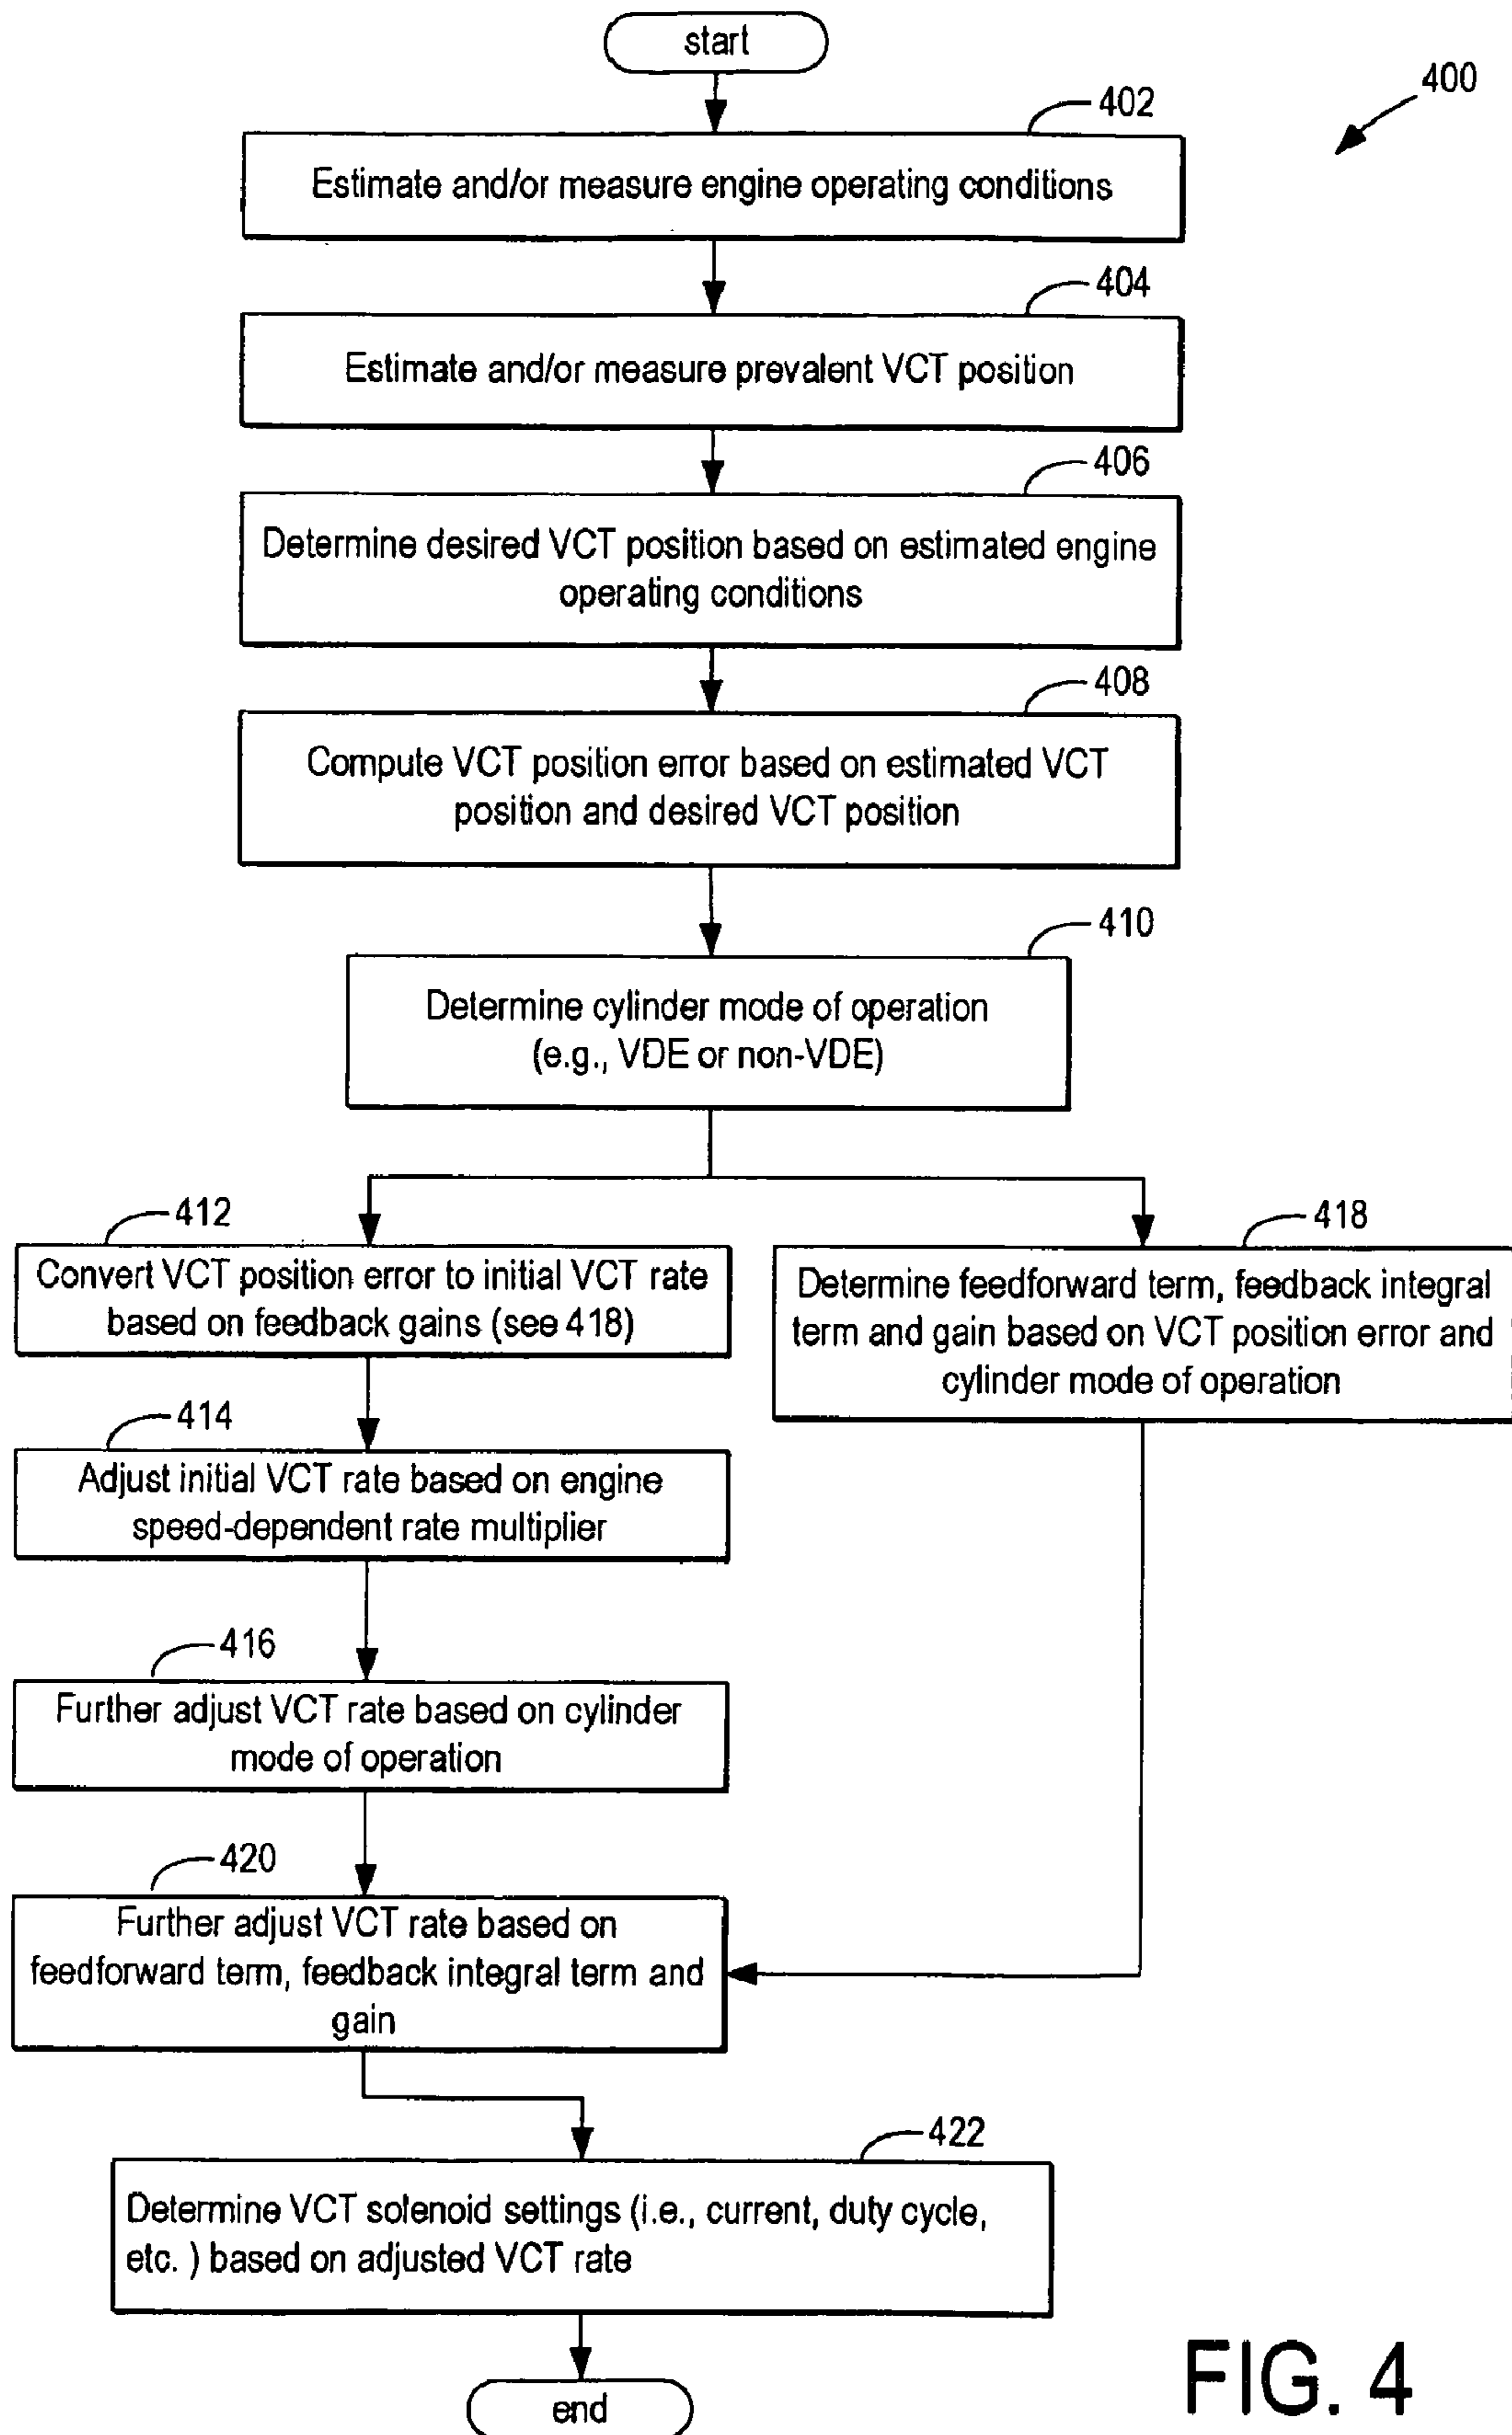 start
400
402
Estimate and/or measure engine operating conditions
404
Estimate and/or measure prevalent VCT position
406
Determine desired VCT position based on estimated engine
operating conditions
408
Compute VCT position error based on estimated VCT
position and desired VCT position
410
Determine cylinder mode of operation
(e.g., VDE or non-VDE)
412
Convert VCT position error to initial VCT rate
based on feedback gains (see 418)
418
Determine feedforward term, feedback integral
term and gain based on VCT position error and
cylinder mode of operation
414
Adjust initial VCT rate based on engine
speed-dependent rate multiplier
416
Further adjust VCT rate based on cylinder
mode of operation
420
Further adjust VCT rate based on
feedforward term, feedback integral term and
gain
422
Determine VCT solenoid settings (i.e., current, duty cycle,
etc. ) based on adjusted VCT rate
end
FIG. 4